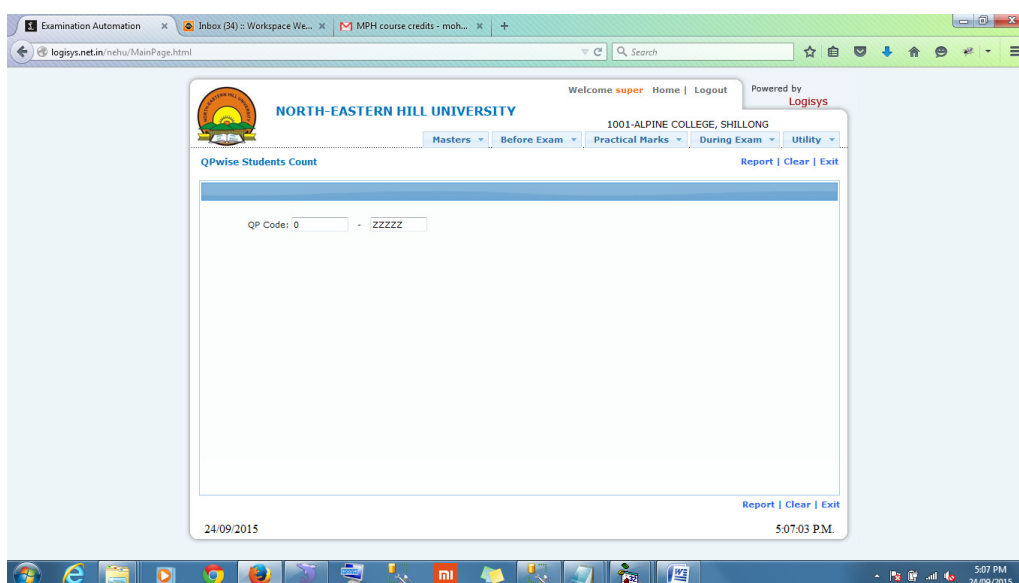 Examination Automation
Inbox (34) :: Workspace We...
MPH course credits - moh...
logisys.net.in/nehu/MainPage.html
Search
Welcome super Home | Logout
Powered by
Logisys
NORTH-EASTERN HILL UNIVERSITY
1001-ALPINE COLLEGE, SHILLONG
Masters Before Exam Practical Marks During Exam Utility
QPwise Students Count
Report | Clear | Exit
QP Code: 0 - ZZZZZ
Report | Clear | Exit
24/09/2015
5:07:03 P.M.
5:07 PM
24/09/2015